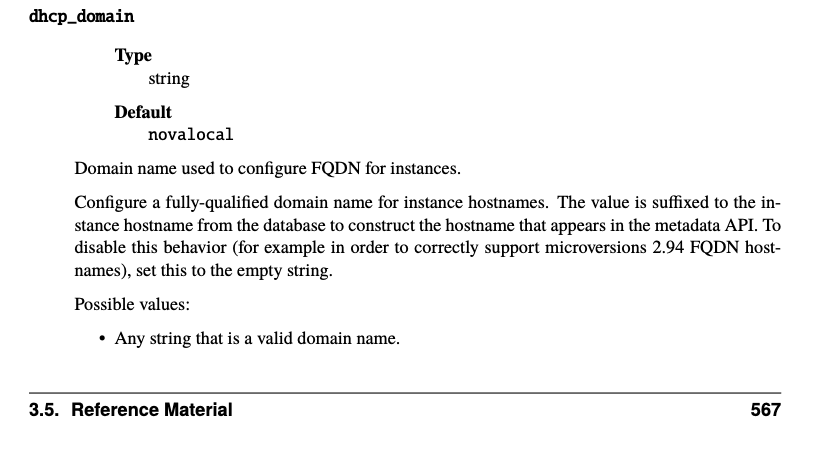 dhcp_domain
Type
string
Default
novalocal
Domain name used to configure FQDN for instances.
Configure a fully-qualified domain name for instance hostnames. The value is suffixed to the in-
stance hostname from the database to construct the hostname that appears in the metadata API. To
disable this behavior (for example in order to correctly support microversions 2.94 FQDN host-
names), set this to the empty string.
Possible values:
• Any string that is a valid domain name.
3.5. Reference Material 567